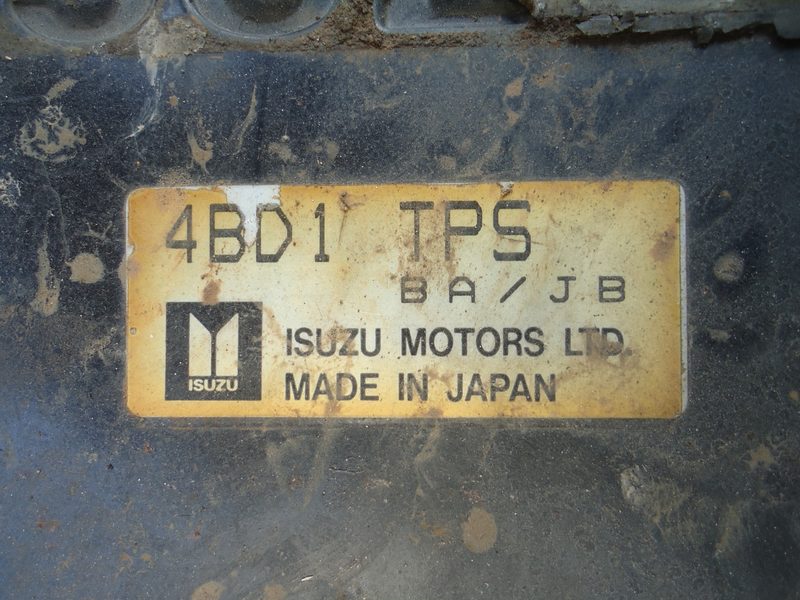 4BD1 TPS
BA/JB
ISUZU
ISUZU MOTORS LTD.
MADE IN JAPAN